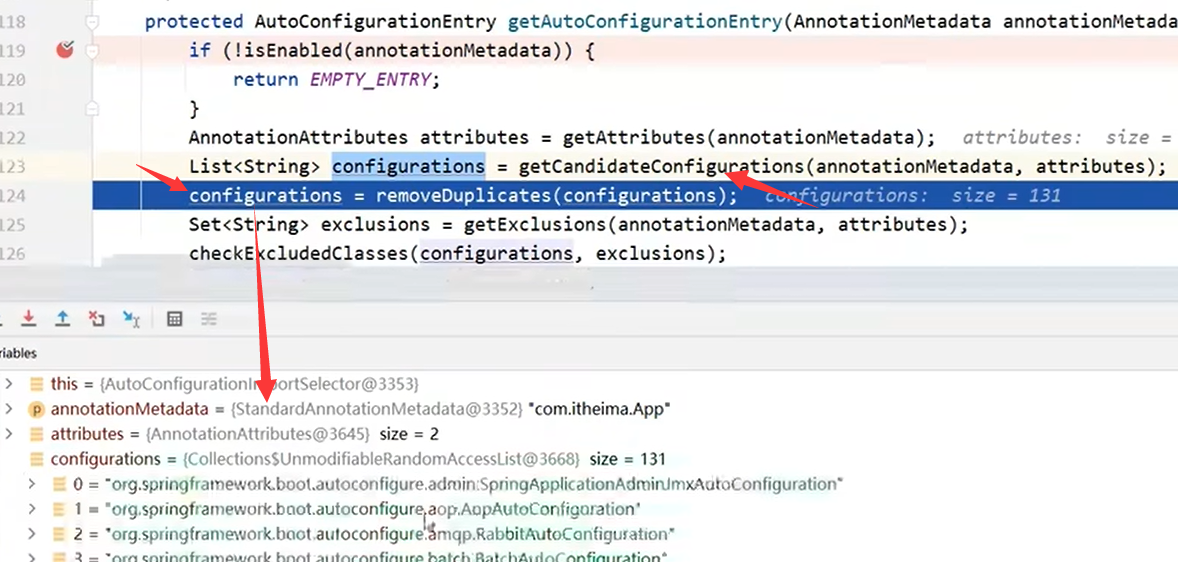 118 protected AutoConfigurationEntry getAutoConfigurationEntry(AnnotationMetadata annotationMetada
119 if (!isEnabled(annotationMetadata)) {
120 return EMPTY_ENTRY;
121 }
122 AnnotationAttributes attributes = getAttributes(annotationMetadata); attributes: size =
123 List<String> configurations = getCandidateConfigurations(annotationMetadata, attributes);
124 configurations = removeDuplicates(configurations); configurations: size = 131
125 Set<String> exclusions = getExclusions(annotationMetadata, attributes);
126 checkExcludedClasses(configurations, exclusions);
riables
this = {AutoConfigurationImportSelector@3353}
p annotationMetadata = {StandardAnnotationMetadata@3352} "com.itheima.App"
attributes = {AnnotationAttributes@3645} size = 2
configurations = {Collections$UnmodifiableRandomAccessList@3668} size = 131
0 = "org.springframework.boot.autoconfigure.admin.SpringApplicationAdminJmxAutoConfiguration"
1 = "org.springframework.boot.autoconfigure.aop.AopAutoConfiguration"
2 = "org.springframework.boot.autoconfigure.amqp.RabbitAutoConfiguration"
3 = "org.springframework.boot.autoconfigure.batch.BatchAutoConfiguration"